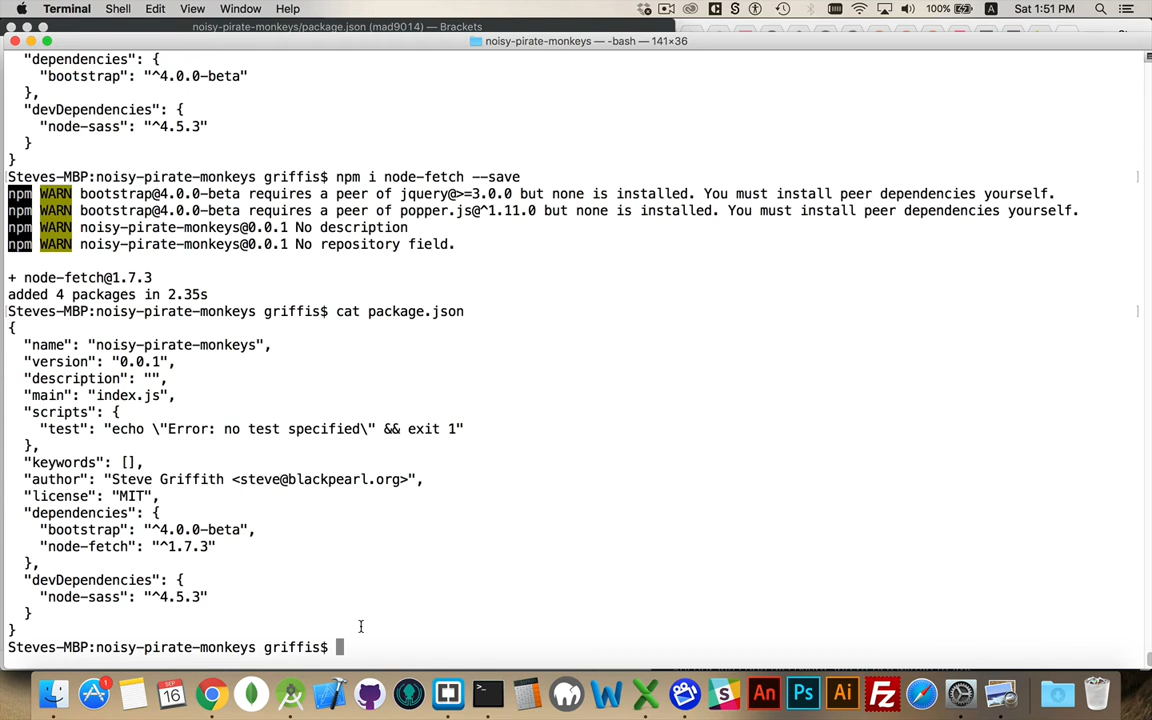 Terminal Shell Edit View Window Help 100% A Sat 1:51 PM
noisy-pirate-monkeys/package.json (mad9014) — Brackets
noisy-pirate-monkeys — -bash — 141×36
"dependencies": {
"bootstrap": "^4.0.0-beta"
},
"devDependencies": {
"node-sass": "^4.5.3"
}
}
Steves-MBP:noisy-pirate-monkeys griffis$ npm i node-fetch --save
npm WARN bootstrap@4.0.0-beta requires a peer of jquery@>=3.0.0 but none is installed. You must install peer dependencies yourself.
npm WARN bootstrap@4.0.0-beta requires a peer of popper.js@^1.11.0 but none is installed. You must install peer dependencies yourself.
npm WARN noisy-pirate-monkeys@0.0.1 No description
npm WARN noisy-pirate-monkeys@0.0.1 No repository field.
+ node-fetch@1.7.3
added 4 packages in 2.35s
Steves-MBP:noisy-pirate-monkeys griffis$ cat package.json
{
"name": "noisy-pirate-monkeys",
"version": "0.0.1",
"description": "",
"main": "index.js",
"scripts": {
"test": "echo \"Error: no test specified\" && exit 1"
},
"keywords": [],
"author": "Steve Griffith <steve@blackpearl.org>",
"license": "MIT",
"dependencies": {
"bootstrap": "^4.0.0-beta",
"node-fetch": "^1.7.3"
},
"devDependencies": {
"node-sass": "^4.5.3"
}
}
Steves-MBP:noisy-pirate-monkeys griffis$
1
SEP
16
An Ps Ai Fz